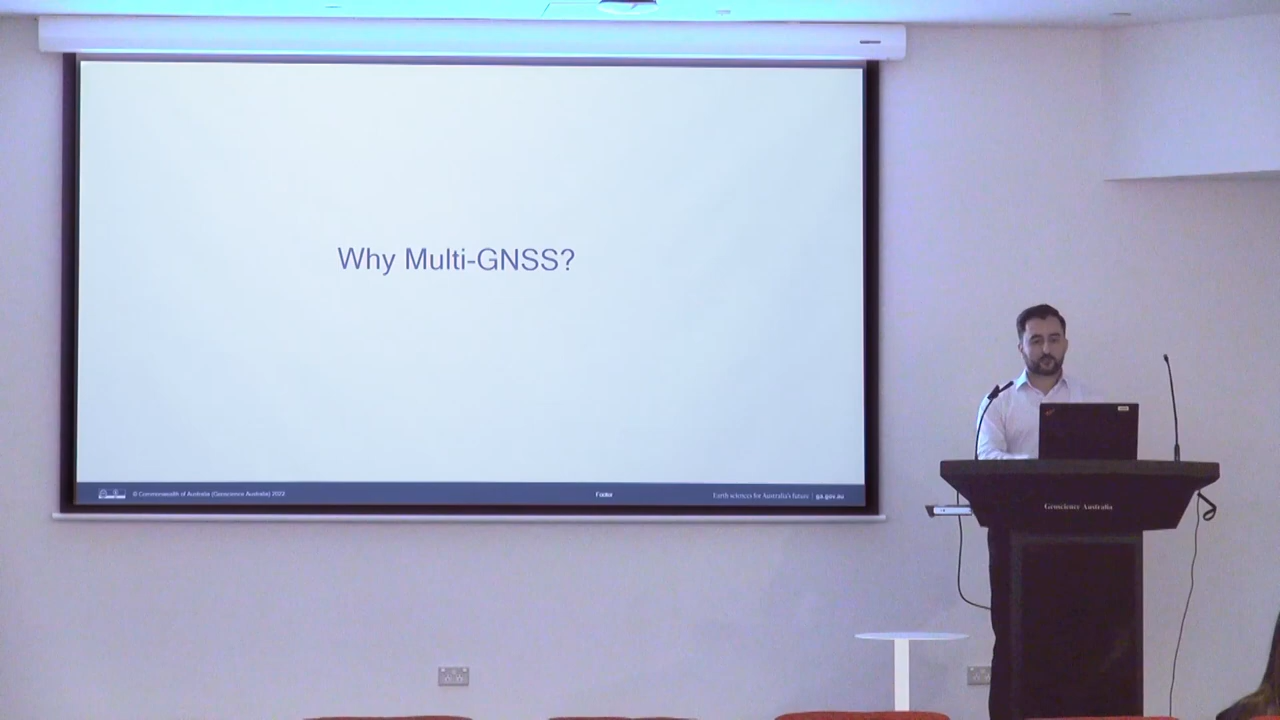 Why Multi-GNSS?
© Commonwealth of Australia (Geoscience Australia) 2023
Footer
Earth sciences for Australia's future | ga.gov.au
Geoscience Australia